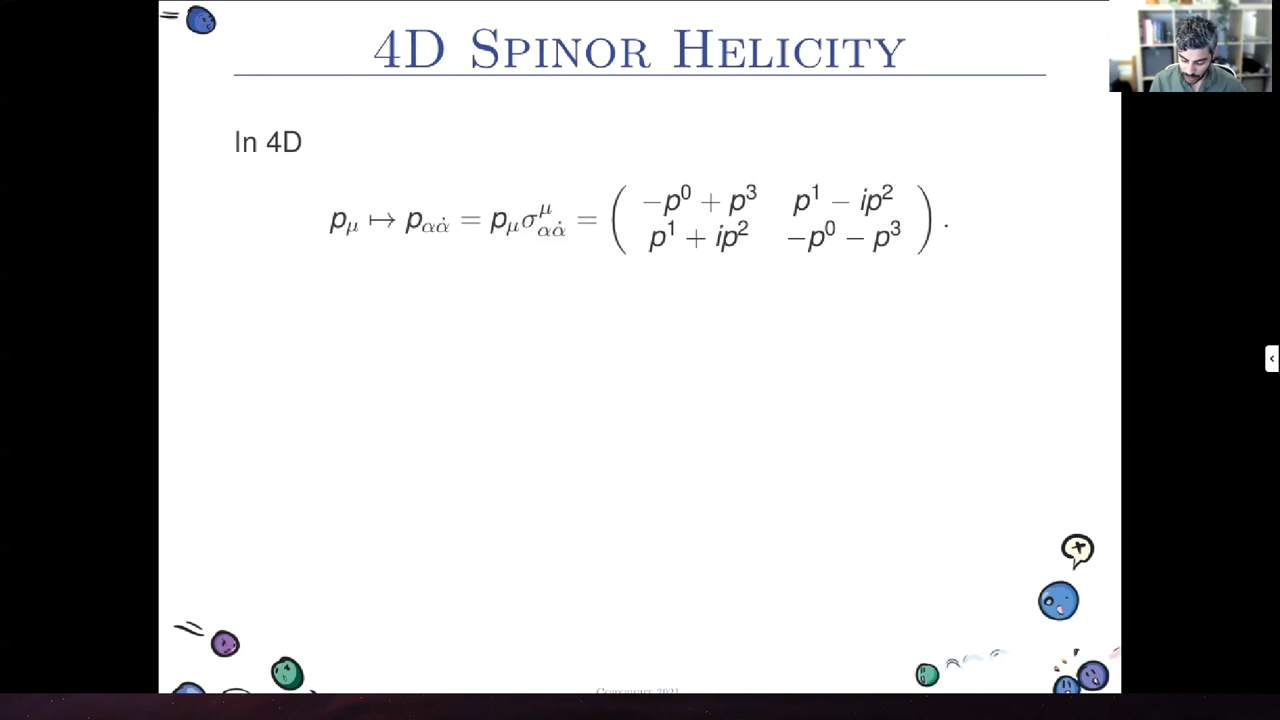 4D SPINOR HELICITY
In 4D
p_μ ↦ p_{αα̇} = p_μ σ^μ_{αα̇} = ( −p^0 + p^3   p^1 − ip^2
p^1 + ip^2   −p^0 − p^3 ) .